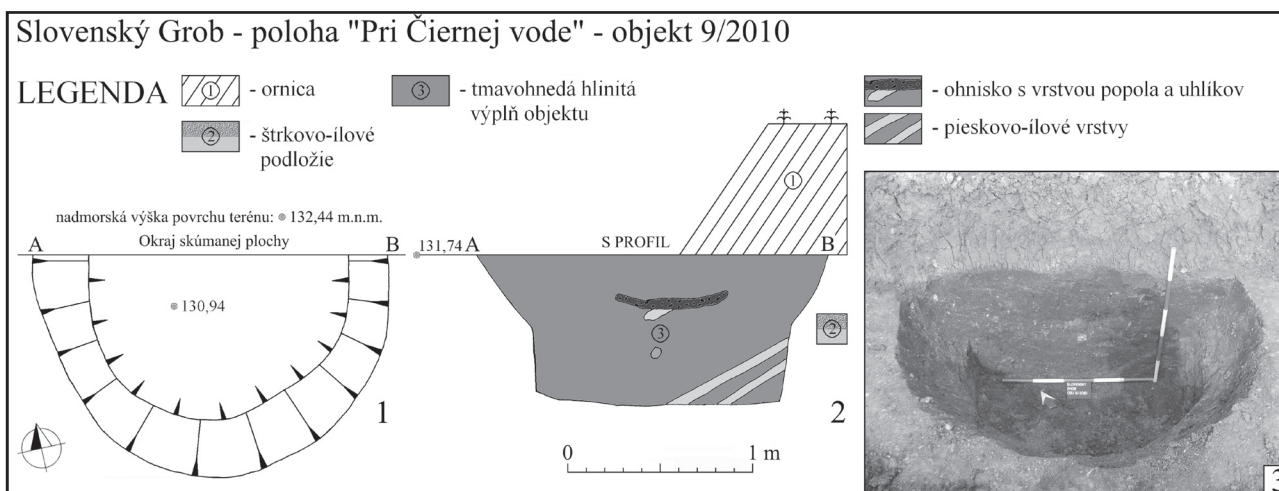 Slovenský Grob - poloha "Pri Čiernej vode" - objekt 9/2010
LEGENDA
1 - ornica
2 - štrkovo-ílové
podložie
3 - tmavohnedá hlinitá
výplň objektu
- ohnisko s vrstvou popola a uhlíkov
- pieskovo-ílové vrstvy
nadmorská výška povrchu terénu: 132,44 m.n.m.
A Okraj skúmanej plochy B
130,94
1
131,74 A S PROFIL B
1
3
2
2
0 1 m
SLOVENSKÝ
GROB
3